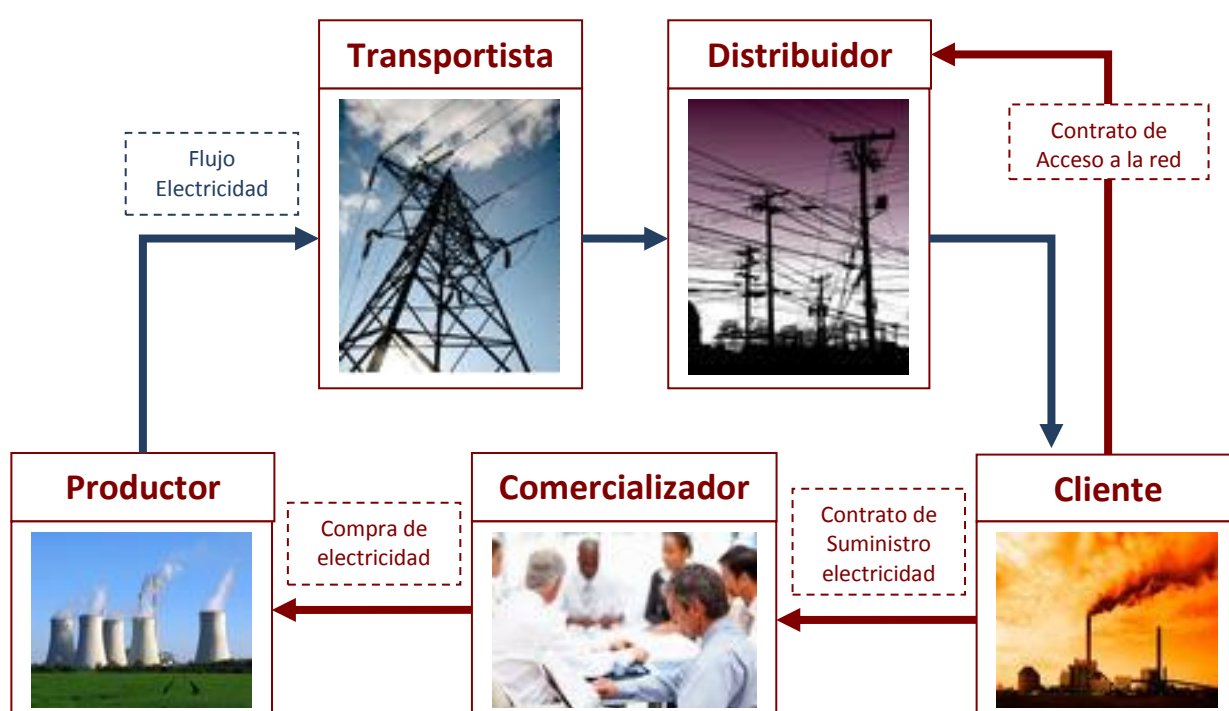 Transportista
Distribuidor
Contrato de
Acceso a la red
Flujo
Electricidad
Productor
Comercializador
Cliente
Compra de
electricidad
Contrato de
Suministro
electricidad